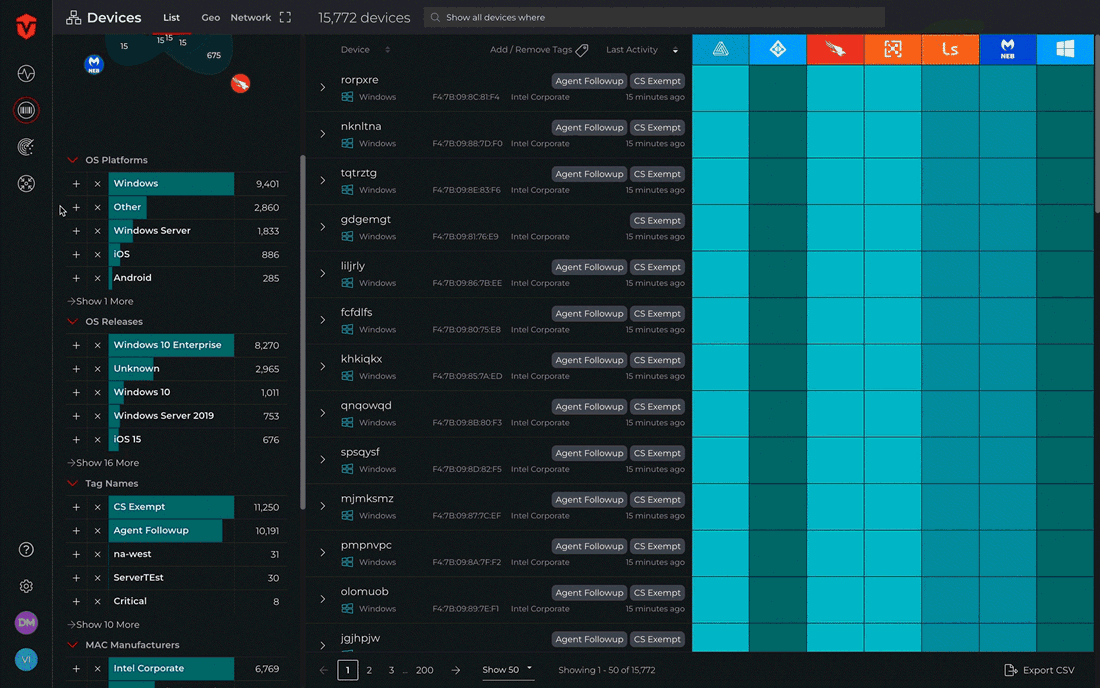 Devices List Geo Network 15,772 devices Show all devices where
15 15 15 15 675
NEB
OS Platforms
+ × Windows 9,401
+ × Other 2,860
+ × Windows Server 1,833
+ × iOS 886
+ × Android 285
→Show 1 More
OS Releases
+ × Windows 10 Enterprise 8,270
+ × Unknown 2,965
+ × Windows 10 1,011
+ × Windows Server 2019 753
+ × iOS 15 676
→Show 16 More
Tag Names
+ × CS Exempt 11,250
+ × Agent Followup 10,191
+ × na-west 31
+ × ServerTEst 30
+ × Critical 8
→Show 10 More
MAC Manufacturers
+ × Intel Corporate 6,769
?
DM
VI
Device Add / Remove Tags Last Activity Ls NEB
rorpxre Agent Followup CS Exempt
Windows F4:7B:09:8C:81:F4 Intel Corporate 15 minutes ago
nknltna Agent Followup CS Exempt
Windows F4:7B:09:88:7D:F0 Intel Corporate 15 minutes ago
tqtrztg Agent Followup CS Exempt
Windows F4:7B:09:8E:83:F6 Intel Corporate 15 minutes ago
gdgemgt CS Exempt
Windows F4:7B:09:81:76:E9 Intel Corporate 15 minutes ago
liljrly Agent Followup CS Exempt
Windows F4:7B:09:86:7B:EE Intel Corporate 15 minutes ago
fcfdlfs Agent Followup CS Exempt
Windows F4:7B:09:80:75:E8 Intel Corporate 15 minutes ago
khkiqkx Agent Followup CS Exempt
Windows F4:7B:09:85:7A:ED Intel Corporate 15 minutes ago
qnqowqd Agent Followup CS Exempt
Windows F4:7B:09:8B:80:F3 Intel Corporate 15 minutes ago
spsqysf Agent Followup CS Exempt
Windows F4:7B:09:8D:82:F5 Intel Corporate 15 minutes ago
mjmksmz Agent Followup CS Exempt
Windows F4:7B:09:87:7C:EF Intel Corporate 15 minutes ago
pmpnvpc Agent Followup CS Exempt
Windows F4:7B:09:8A:7F:F2 Intel Corporate 15 minutes ago
olomuob Agent Followup CS Exempt
Windows F4:7B:09:89:7E:F1 Intel Corporate 15 minutes ago
jgjhpjw Agent Followup CS Exempt
← 1 2 3 ... 200 → Show 50 Showing 1 - 50 of 15,772 Export CSV